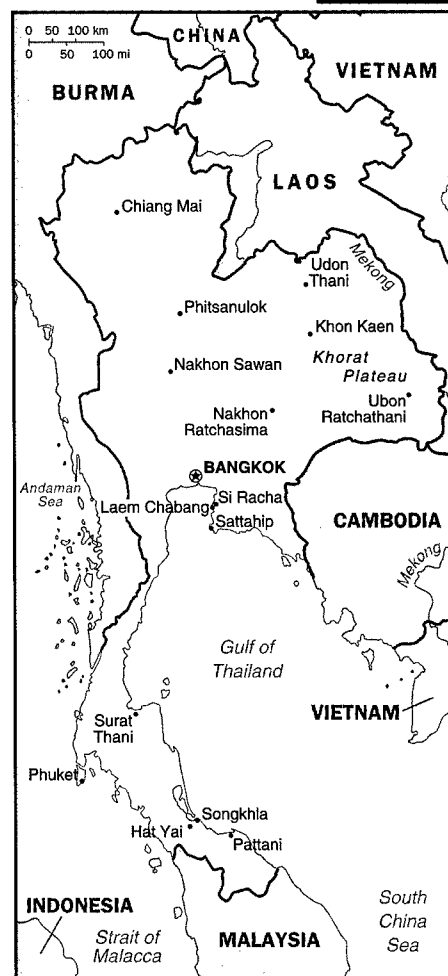 0 50 100 km
0 50 100 mi
CHINA
VIETNAM
BURMA
LAOS
Chiang Mai
Mekong
Udon
Thani
Phitsanulok
Khon Kaen
Khorat
Plateau
Nakhon Sawan
Ubon
Ratchathani
Nakhon
Ratchasima
BANGKOK
Andaman
Sea
Si Racha
Laem Chabang
Sattahip
CAMBODIA
Mekong
Gulf of
Thailand
VIETNAM
Surat
Thani
Phuket
Songkhla
Hat Yai
Pattani
INDONESIA
South
China
Sea
Strait of
Malacca
MALAYSIA